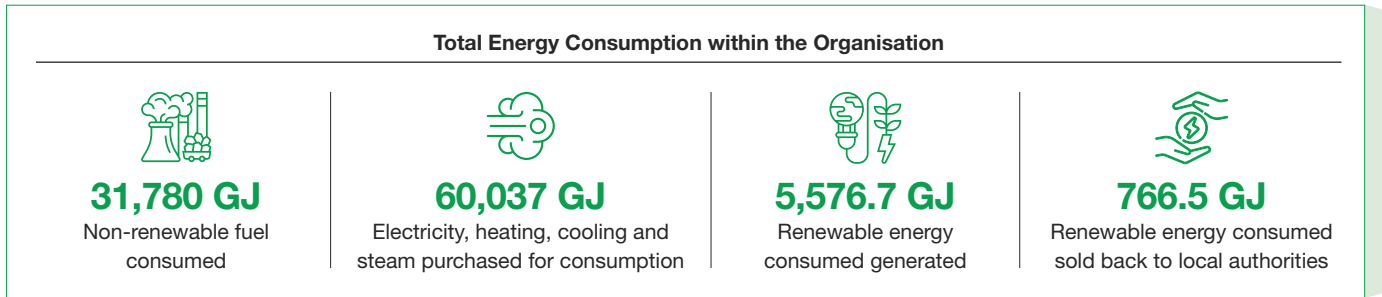 Total Energy Consumption within the Organisation
31,780 GJ
Non-renewable fuel
consumed
60,037 GJ
Electricity, heating, cooling and
steam purchased for consumption
5,576.7 GJ
Renewable energy
consumed generated
766.5 GJ
Renewable energy consumed
sold back to local authorities